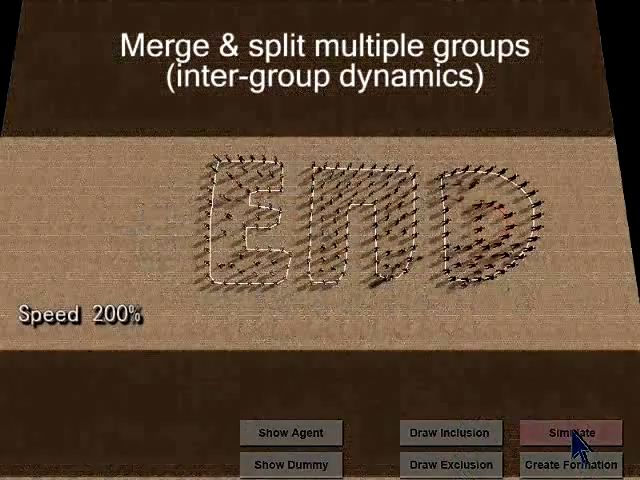 Merge & split multiple groups
(inter-group dynamics)
END
Speed 200%
Show Agent
Draw Inclusion
Simulate
Show Dummy
Draw Exclusion
Create Formation